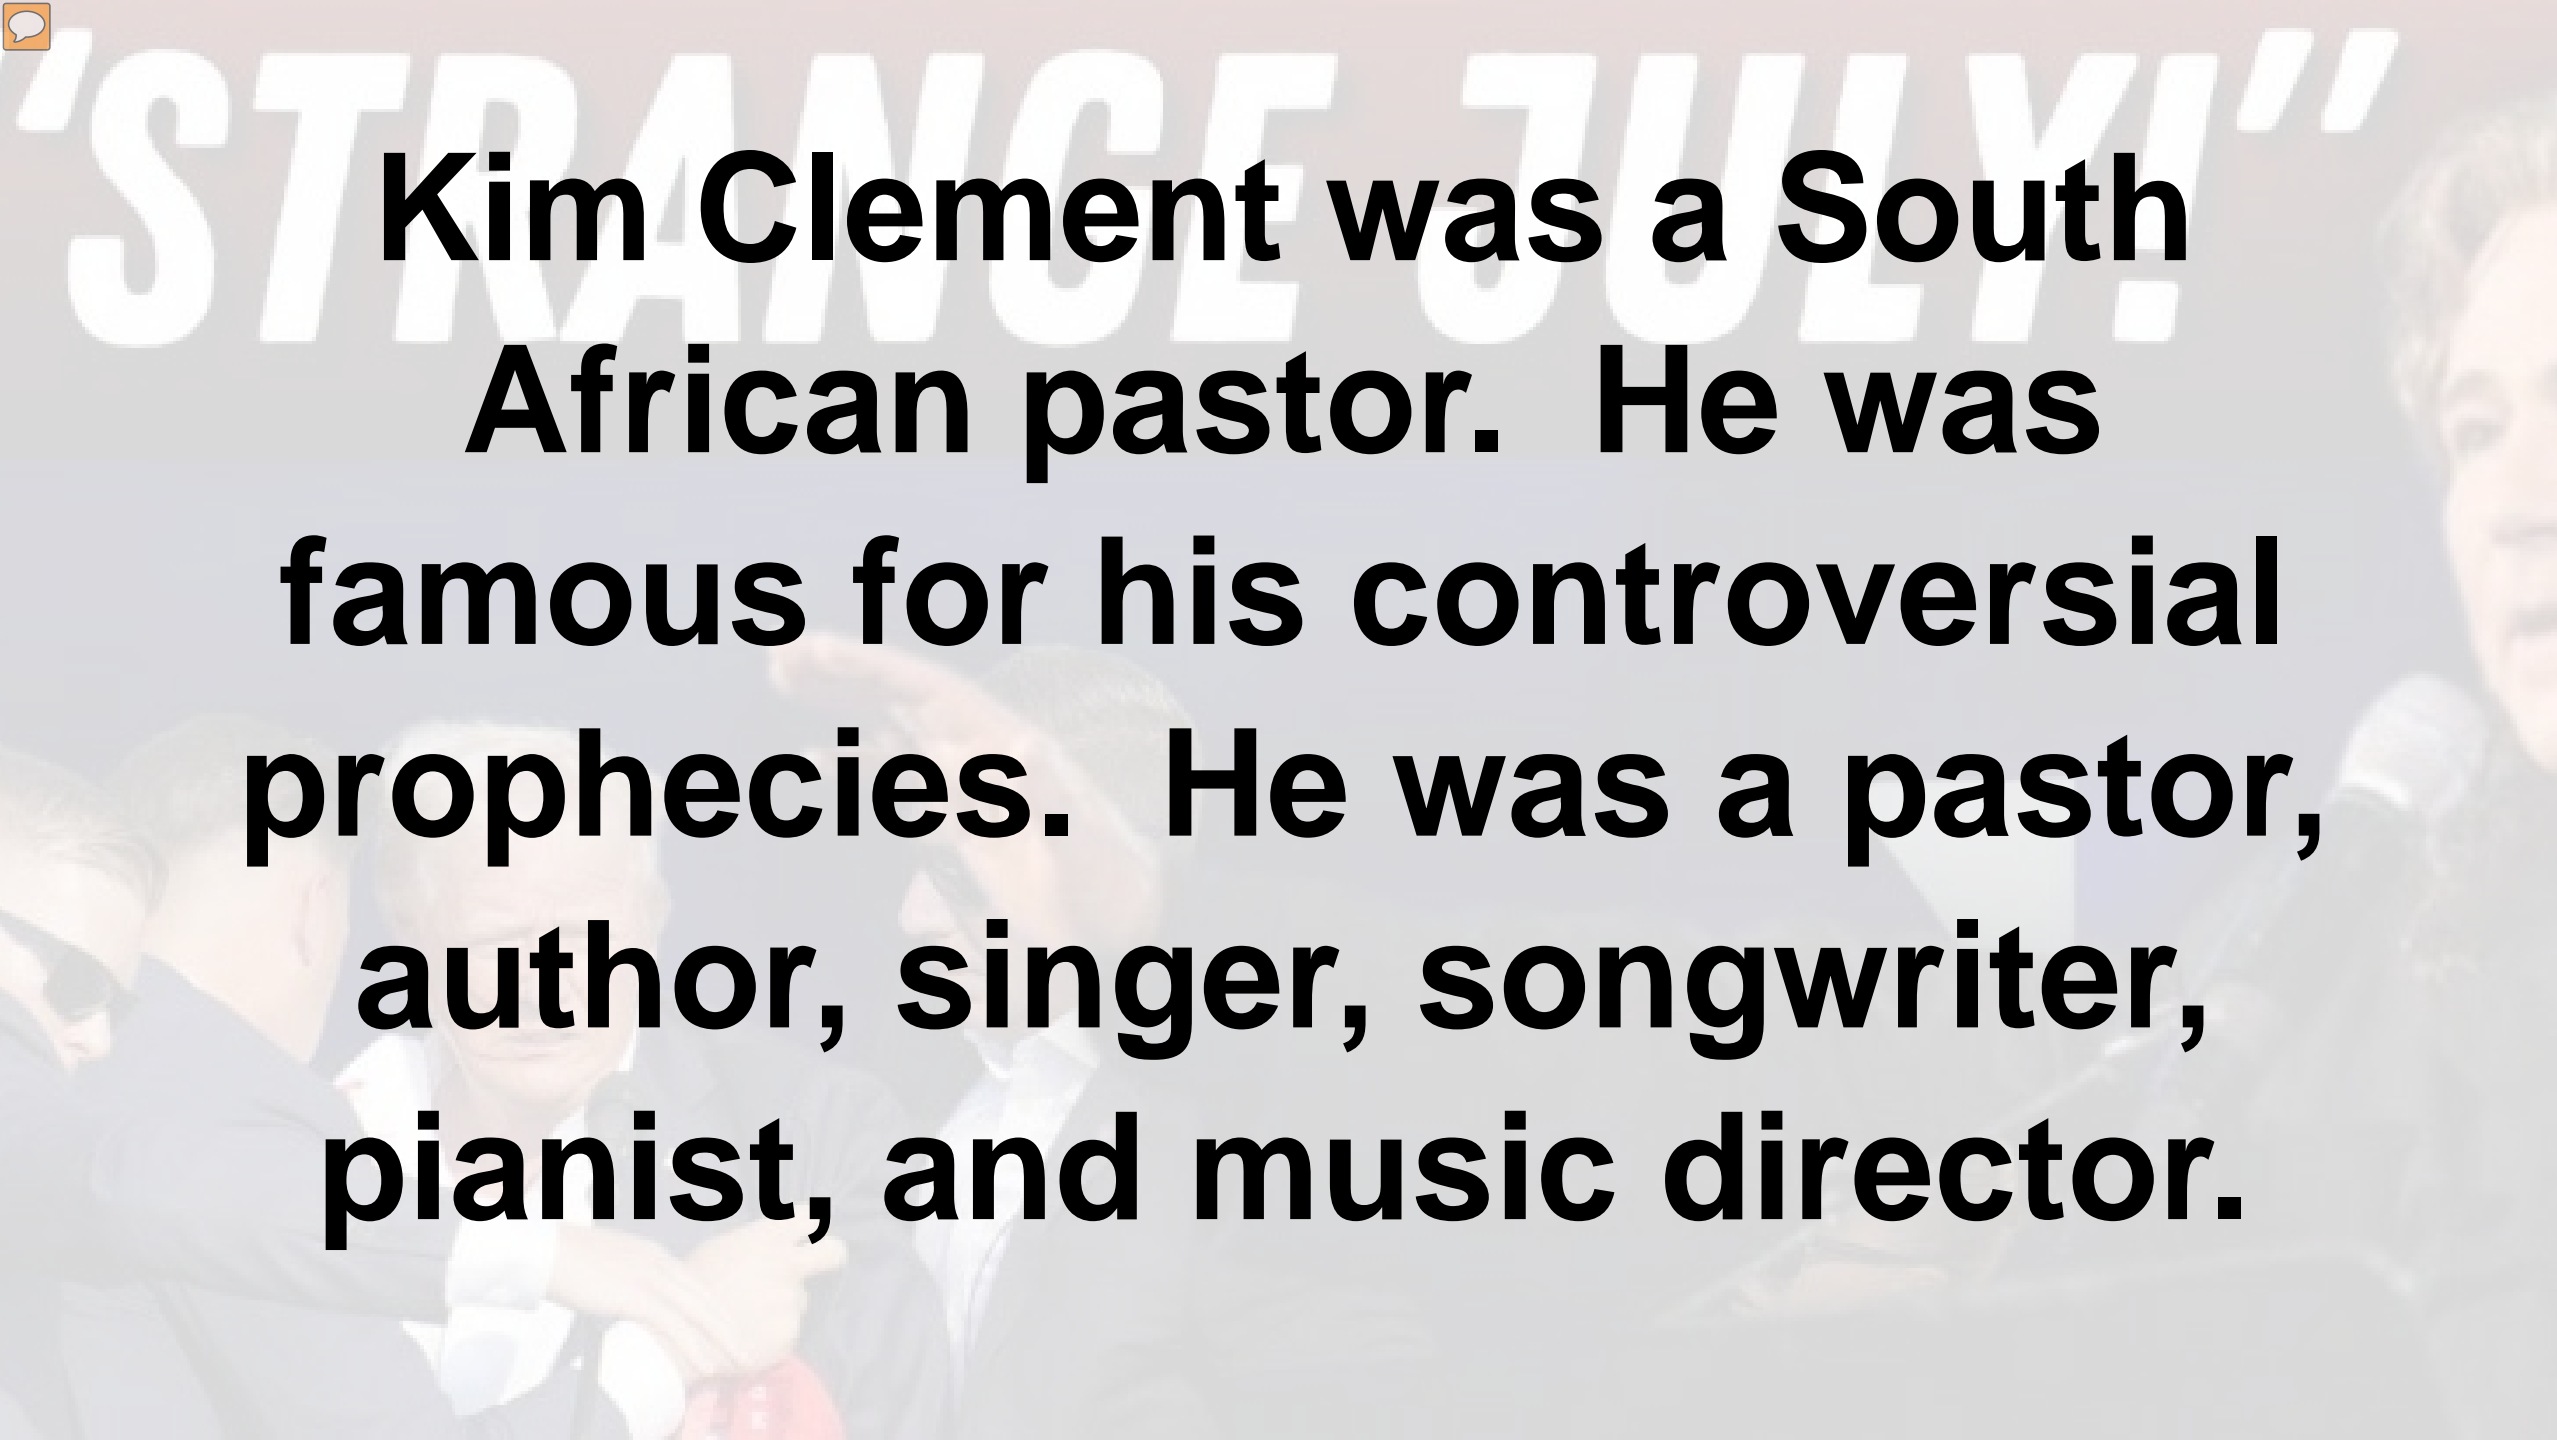 "STRANGE JULY!"
Kim Clement was a South
African pastor.  He was
famous for his controversial
prophecies.  He was a pastor,
author, singer, songwriter,
pianist, and music director.